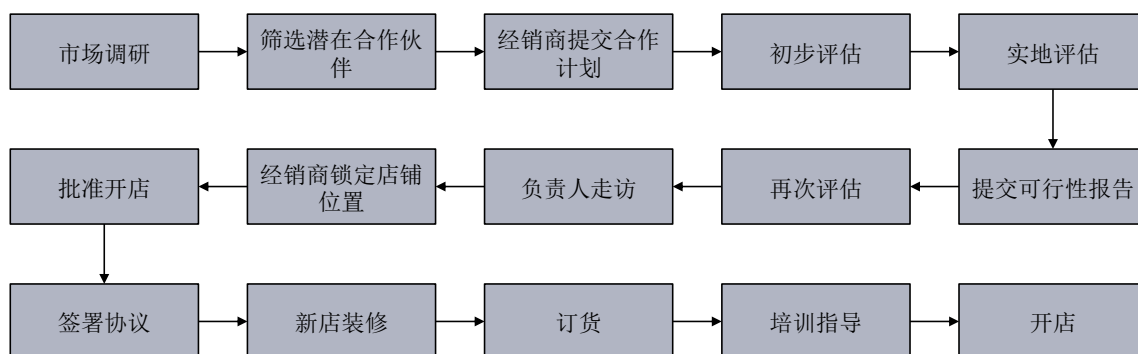 市场调研
筛选潜在合作伙
伴
经销商提交合作
计划
初步评估
实地评估
提交可行性报告
再次评估
负责人走访
经销商锁定店铺
位置
批准开店
签署协议
新店装修
订货
培训指导
开店